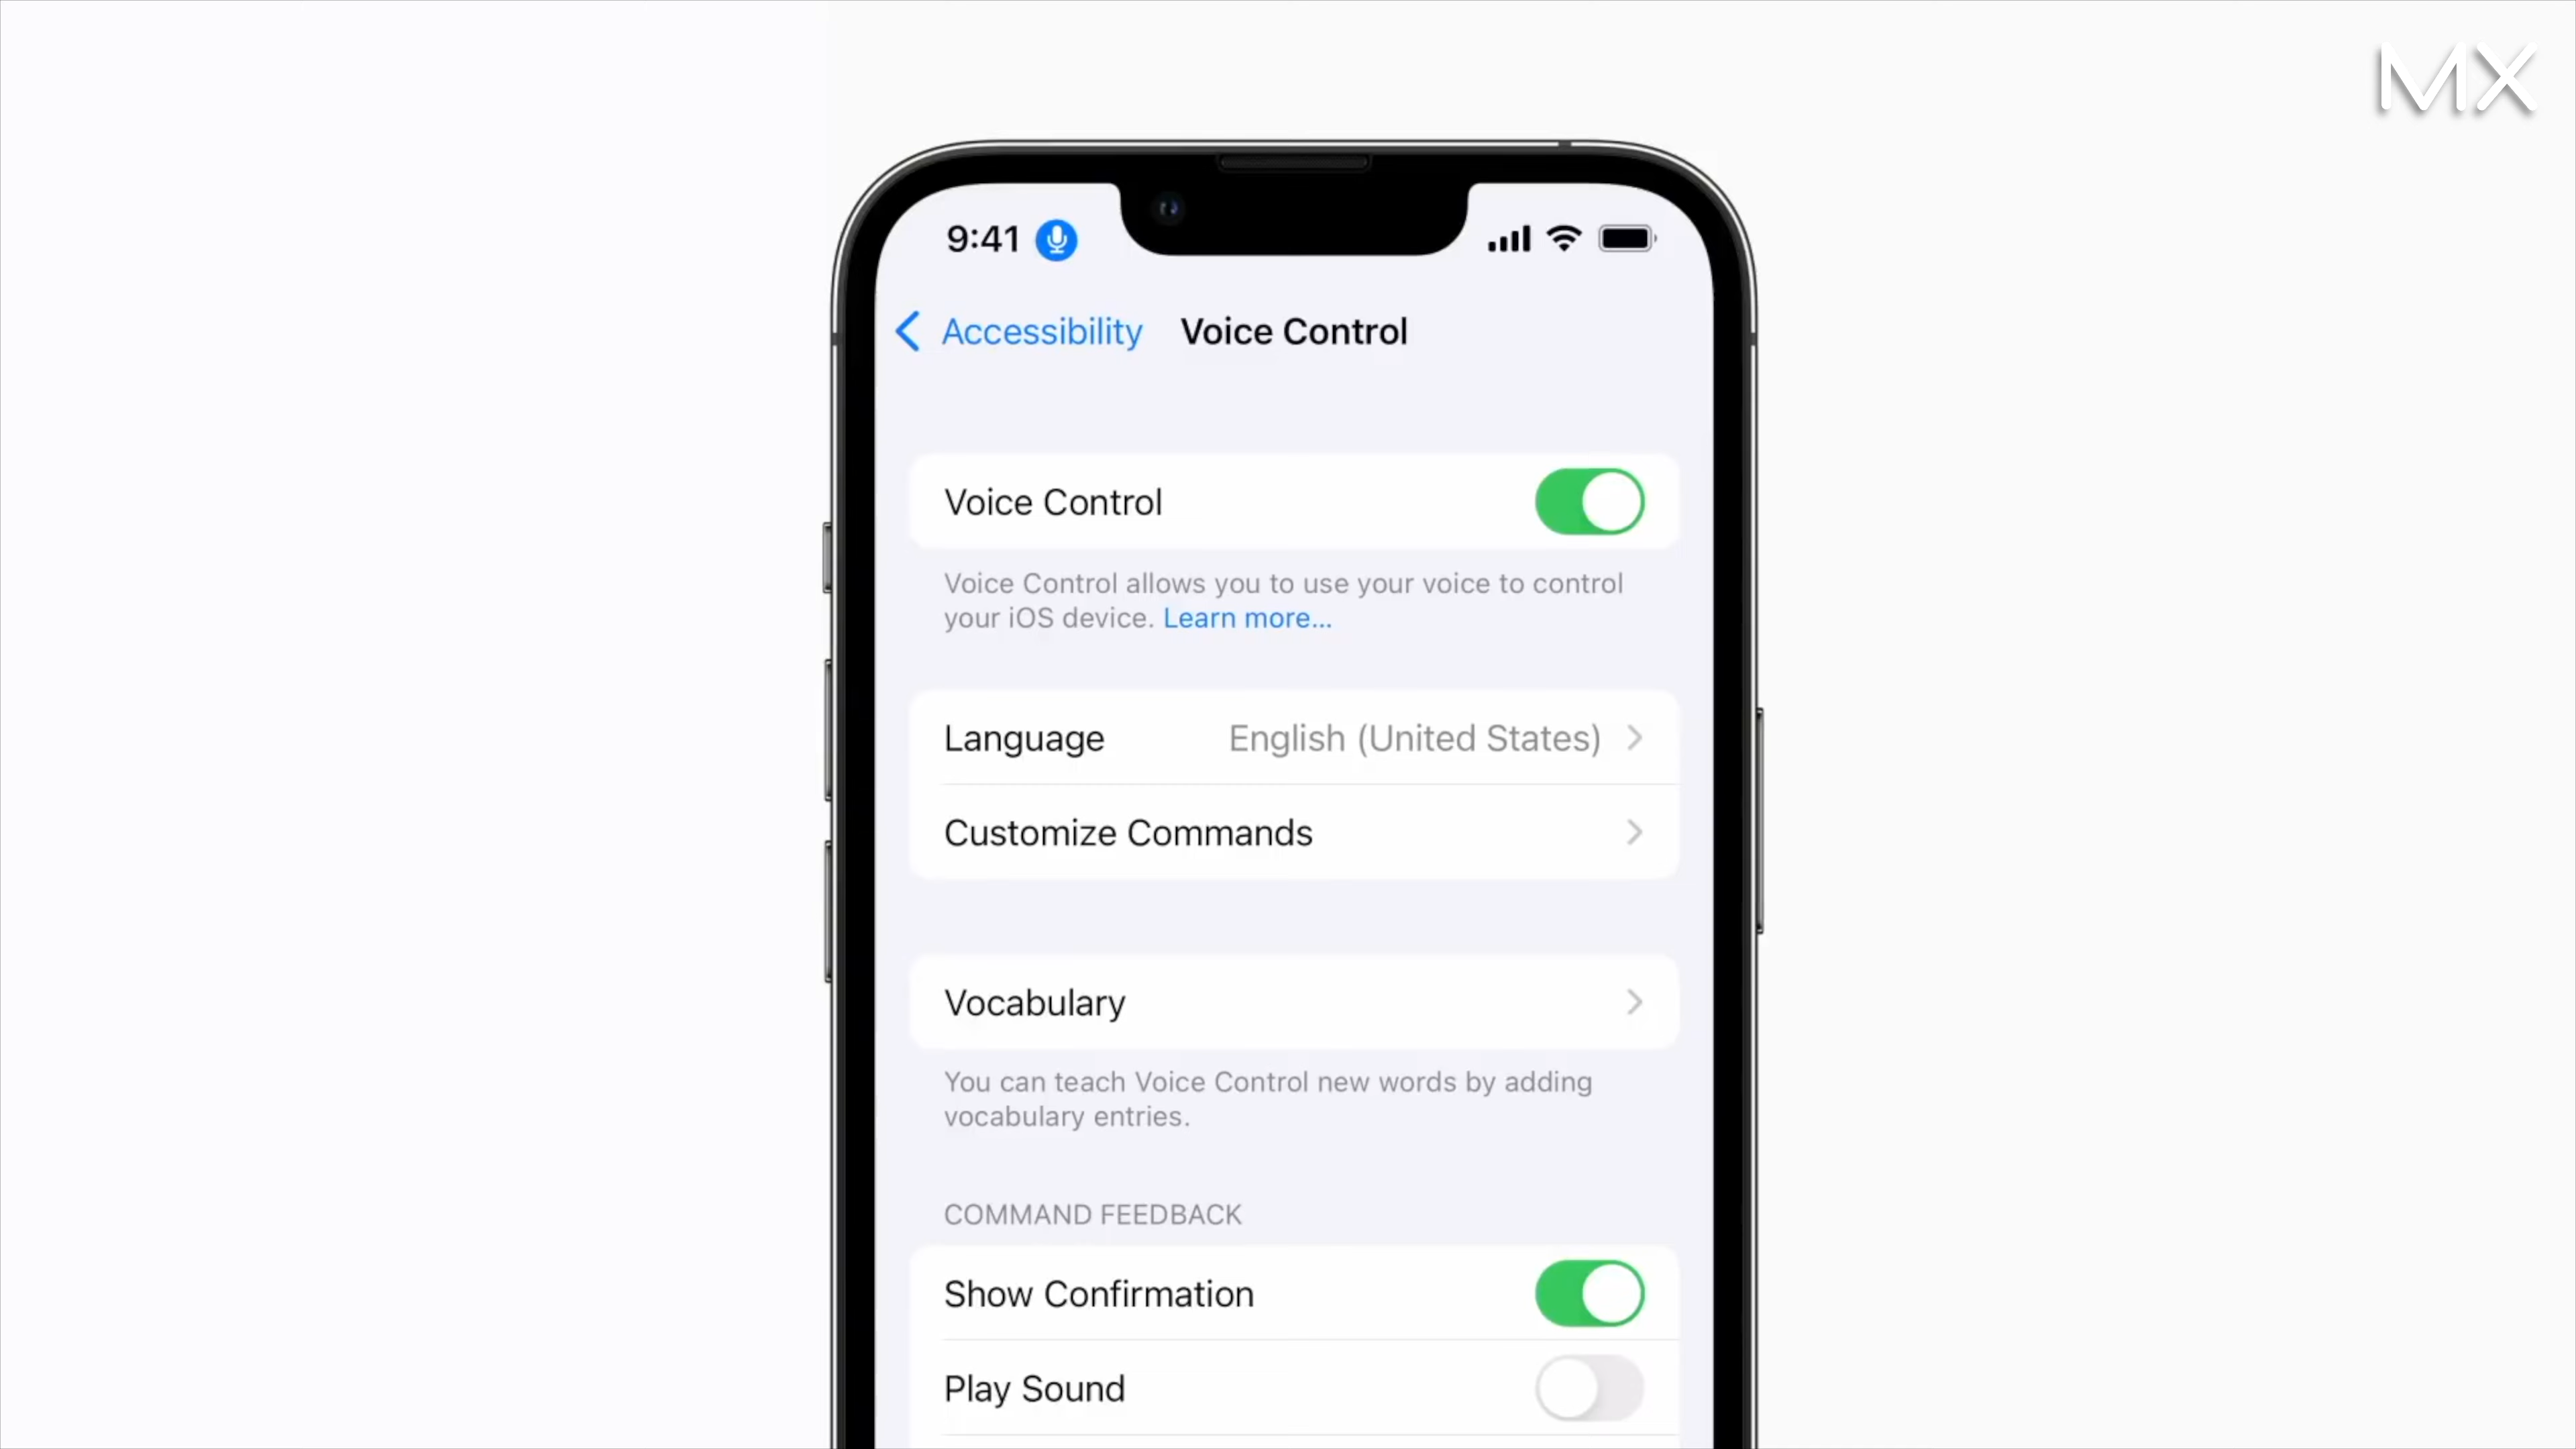 MX
9:41
Accessibility Voice Control
Voice Control
Voice Control allows you to use your voice to control
your iOS device. Learn more...
Language English (United States)
Customize Commands
Vocabulary
You can teach Voice Control new words by adding
vocabulary entries.
COMMAND FEEDBACK
Show Confirmation
Play Sound